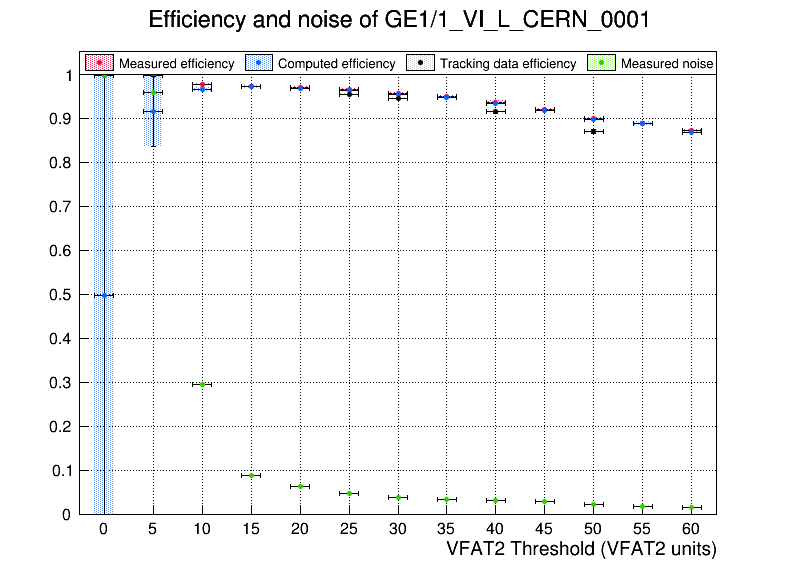 Efficiency and noise of GE1/1_VI_L_CERN_0001
Measured efficiency Computed efficiency Tracking data efficiency Measured noise
1
0.9
0.8
0.7
0.6
0.5
0.4
0.3
0.2
0.1
0
0 5 10 15 20 25 30 35 40 45 50 55 60
VFAT2 Threshold (VFAT2 units)